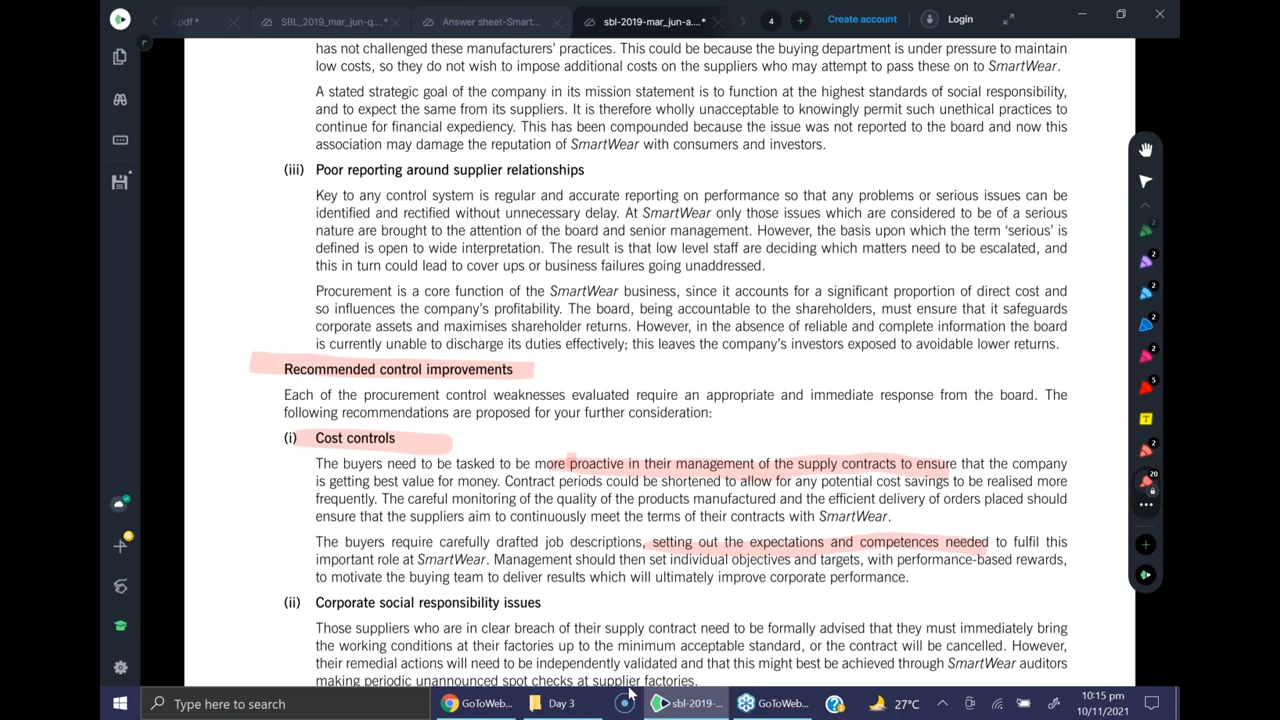 .pdf *
SBL_2019_mar_jun-q....*
Answer sheet-Smart...
sbl-2019-mar_jun-a....*
4
Create account
Login
has not challenged these manufacturers' practices. This could be because the buying department is under pressure to maintain
low costs, so they do not wish to impose additional costs on the suppliers who may attempt to pass these on to SmartWear.
A stated strategic goal of the company in its mission statement is to function at the highest standards of social responsibility,
and to expect the same from its suppliers. It is therefore wholly unacceptable to knowingly permit such unethical practices to
continue for financial expediency. This has been compounded because the issue was not reported to the board and now this
association may damage the reputation of SmartWear with consumers and investors.
(iii) Poor reporting around supplier relationships
Key to any control system is regular and accurate reporting on performance so that any problems or serious issues can be
identified and rectified without unnecessary delay. At SmartWear only those issues which are considered to be of a serious
nature are brought to the attention of the board and senior management. However, the basis upon which the term 'serious' is
defined is open to wide interpretation. The result is that low level staff are deciding which matters need to be escalated, and
this in turn could lead to cover ups or business failures going unaddressed.
Procurement is a core function of the SmartWear business, since it accounts for a significant proportion of direct cost and
so influences the company's profitability. The board, being accountable to the shareholders, must ensure that it safeguards
corporate assets and maximises shareholder returns. However, in the absence of reliable and complete information the board
is currently unable to discharge its duties effectively; this leaves the company's investors exposed to avoidable lower returns.
Recommended control improvements
Each of the procurement control weaknesses evaluated require an appropriate and immediate response from the board. The
following recommendations are proposed for your further consideration:
(i) Cost controls
The buyers need to be tasked to be more proactive in their management of the supply contracts to ensure that the company
is getting best value for money. Contract periods could be shortened to allow for any potential cost savings to be realised more
frequently. The careful monitoring of the quality of the products manufactured and the efficient delivery of orders placed should
ensure that the suppliers aim to continuously meet the terms of their contracts with SmartWear.
The buyers require carefully drafted job descriptions, setting out the expectations and competences needed to fulfil this
important role at SmartWear. Management should then set individual objectives and targets, with performance-based rewards,
to motivate the buying team to deliver results which will ultimately improve corporate performance.
(ii) Corporate social responsibility issues
Those suppliers who are in clear breach of their supply contract need to be formally advised that they must immediately bring
the working conditions at their factories up to the minimum acceptable standard, or the contract will be cancelled. However,
their remedial actions will need to be independently validated and that this might best be achieved through SmartWear auditors
making periodic unannounced spot checks at supplier factories.
2
2
2
2
2
5
T
2
20
Type here to search
GoToWeb...
Day 3
sbl-2019-...
GoToWeb...
27°C
10:15 pm
10/11/2021